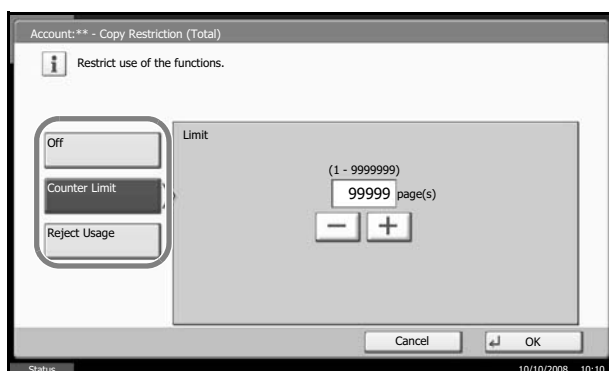 Account:** - Copy Restriction (Total)
i Restrict use of the functions.
Off
Limit
(1 - 9999999)
Counter Limit
99999 page(s)
Reject Usage
Cancel
OK
Status
10/10/2008 10:10